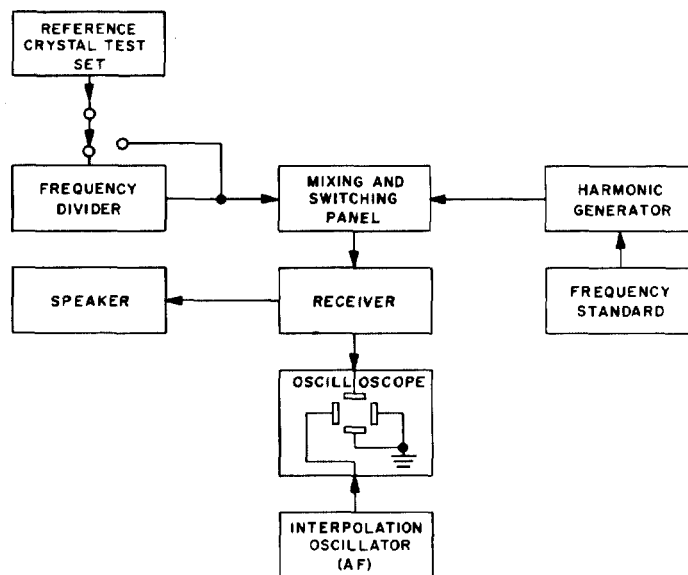 REFERENCE
CRYSTAL TEST
SET
FREQUENCY
DIVIDER
MIXING AND
SWITCHING
PANEL
HARMONIC
GENERATOR
SPEAKER
RECEIVER
FREQUENCY
STANDARD
OSCILLOSCOPE
INTERPOLATION
OSCILLATOR
(AF)